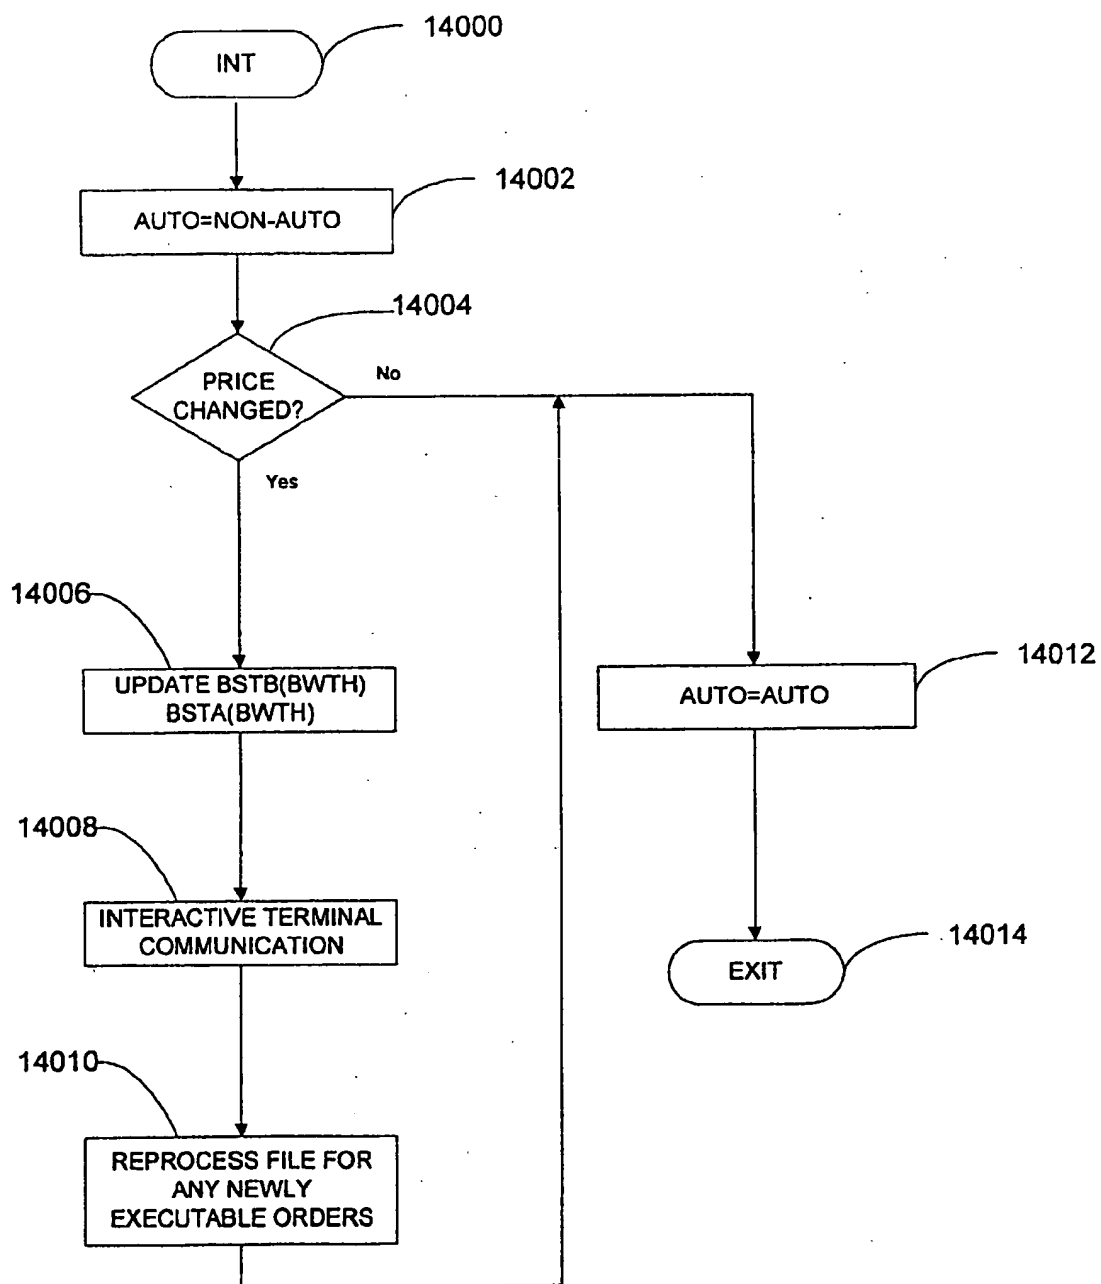 14000
INT
14002
AUTO=NON-AUTO
14004
PRICE
CHANGED?
No
Yes
14006
UPDATE BSTB(BWTH)
BSTA(BWTH)
14012
AUTO=AUTO
14008
INTERACTIVE TERMINAL
COMMUNICATION
14014
EXIT
14010
REPROCESS FILE FOR
ANY NEWLY
EXECUTABLE ORDERS